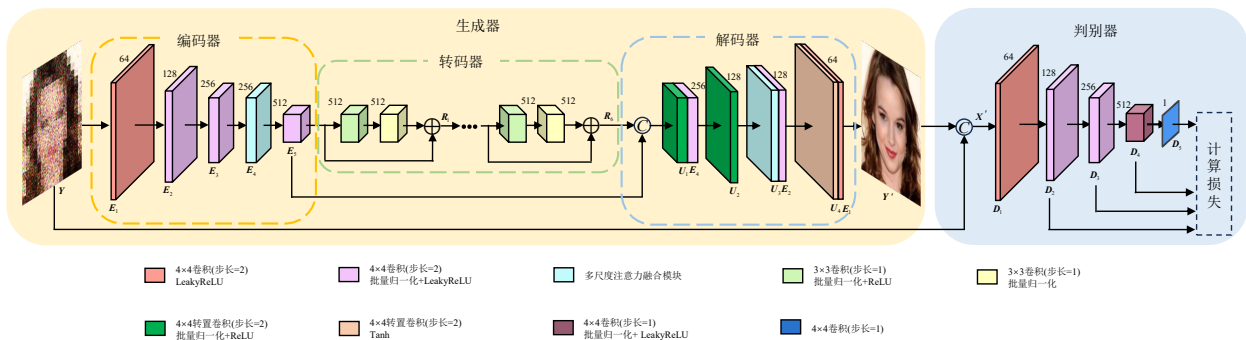 生成器
判别器
编码器
转码器
解码器
64
128
256
256
512
512
512
512
512
256
128
128
64
64
128
256
512
1
R₁
R₆
C
C
X'
Y
E₁
E₂
E₃
E₄
E₅
U₁ E₄
U₂
U₃ E₂
U₄ E₁
Y'
D₁
D₂
D₃
D₄
D₅
计算损失
4×4卷积(步长=2)
LeakyReLU
4×4卷积(步长=2)
批量归一化+LeakyReLU
多尺度注意力融合模块
3×3卷积(步长=1)
批量归一化+ReLU
3×3卷积(步长=1)
批量归一化
4×4转置卷积(步长=2)
批量归一化+ReLU
4×4转置卷积(步长=2)
Tanh
4×4卷积(步长=1)
批量归一化+ LeakyReLU
4×4卷积(步长=1)